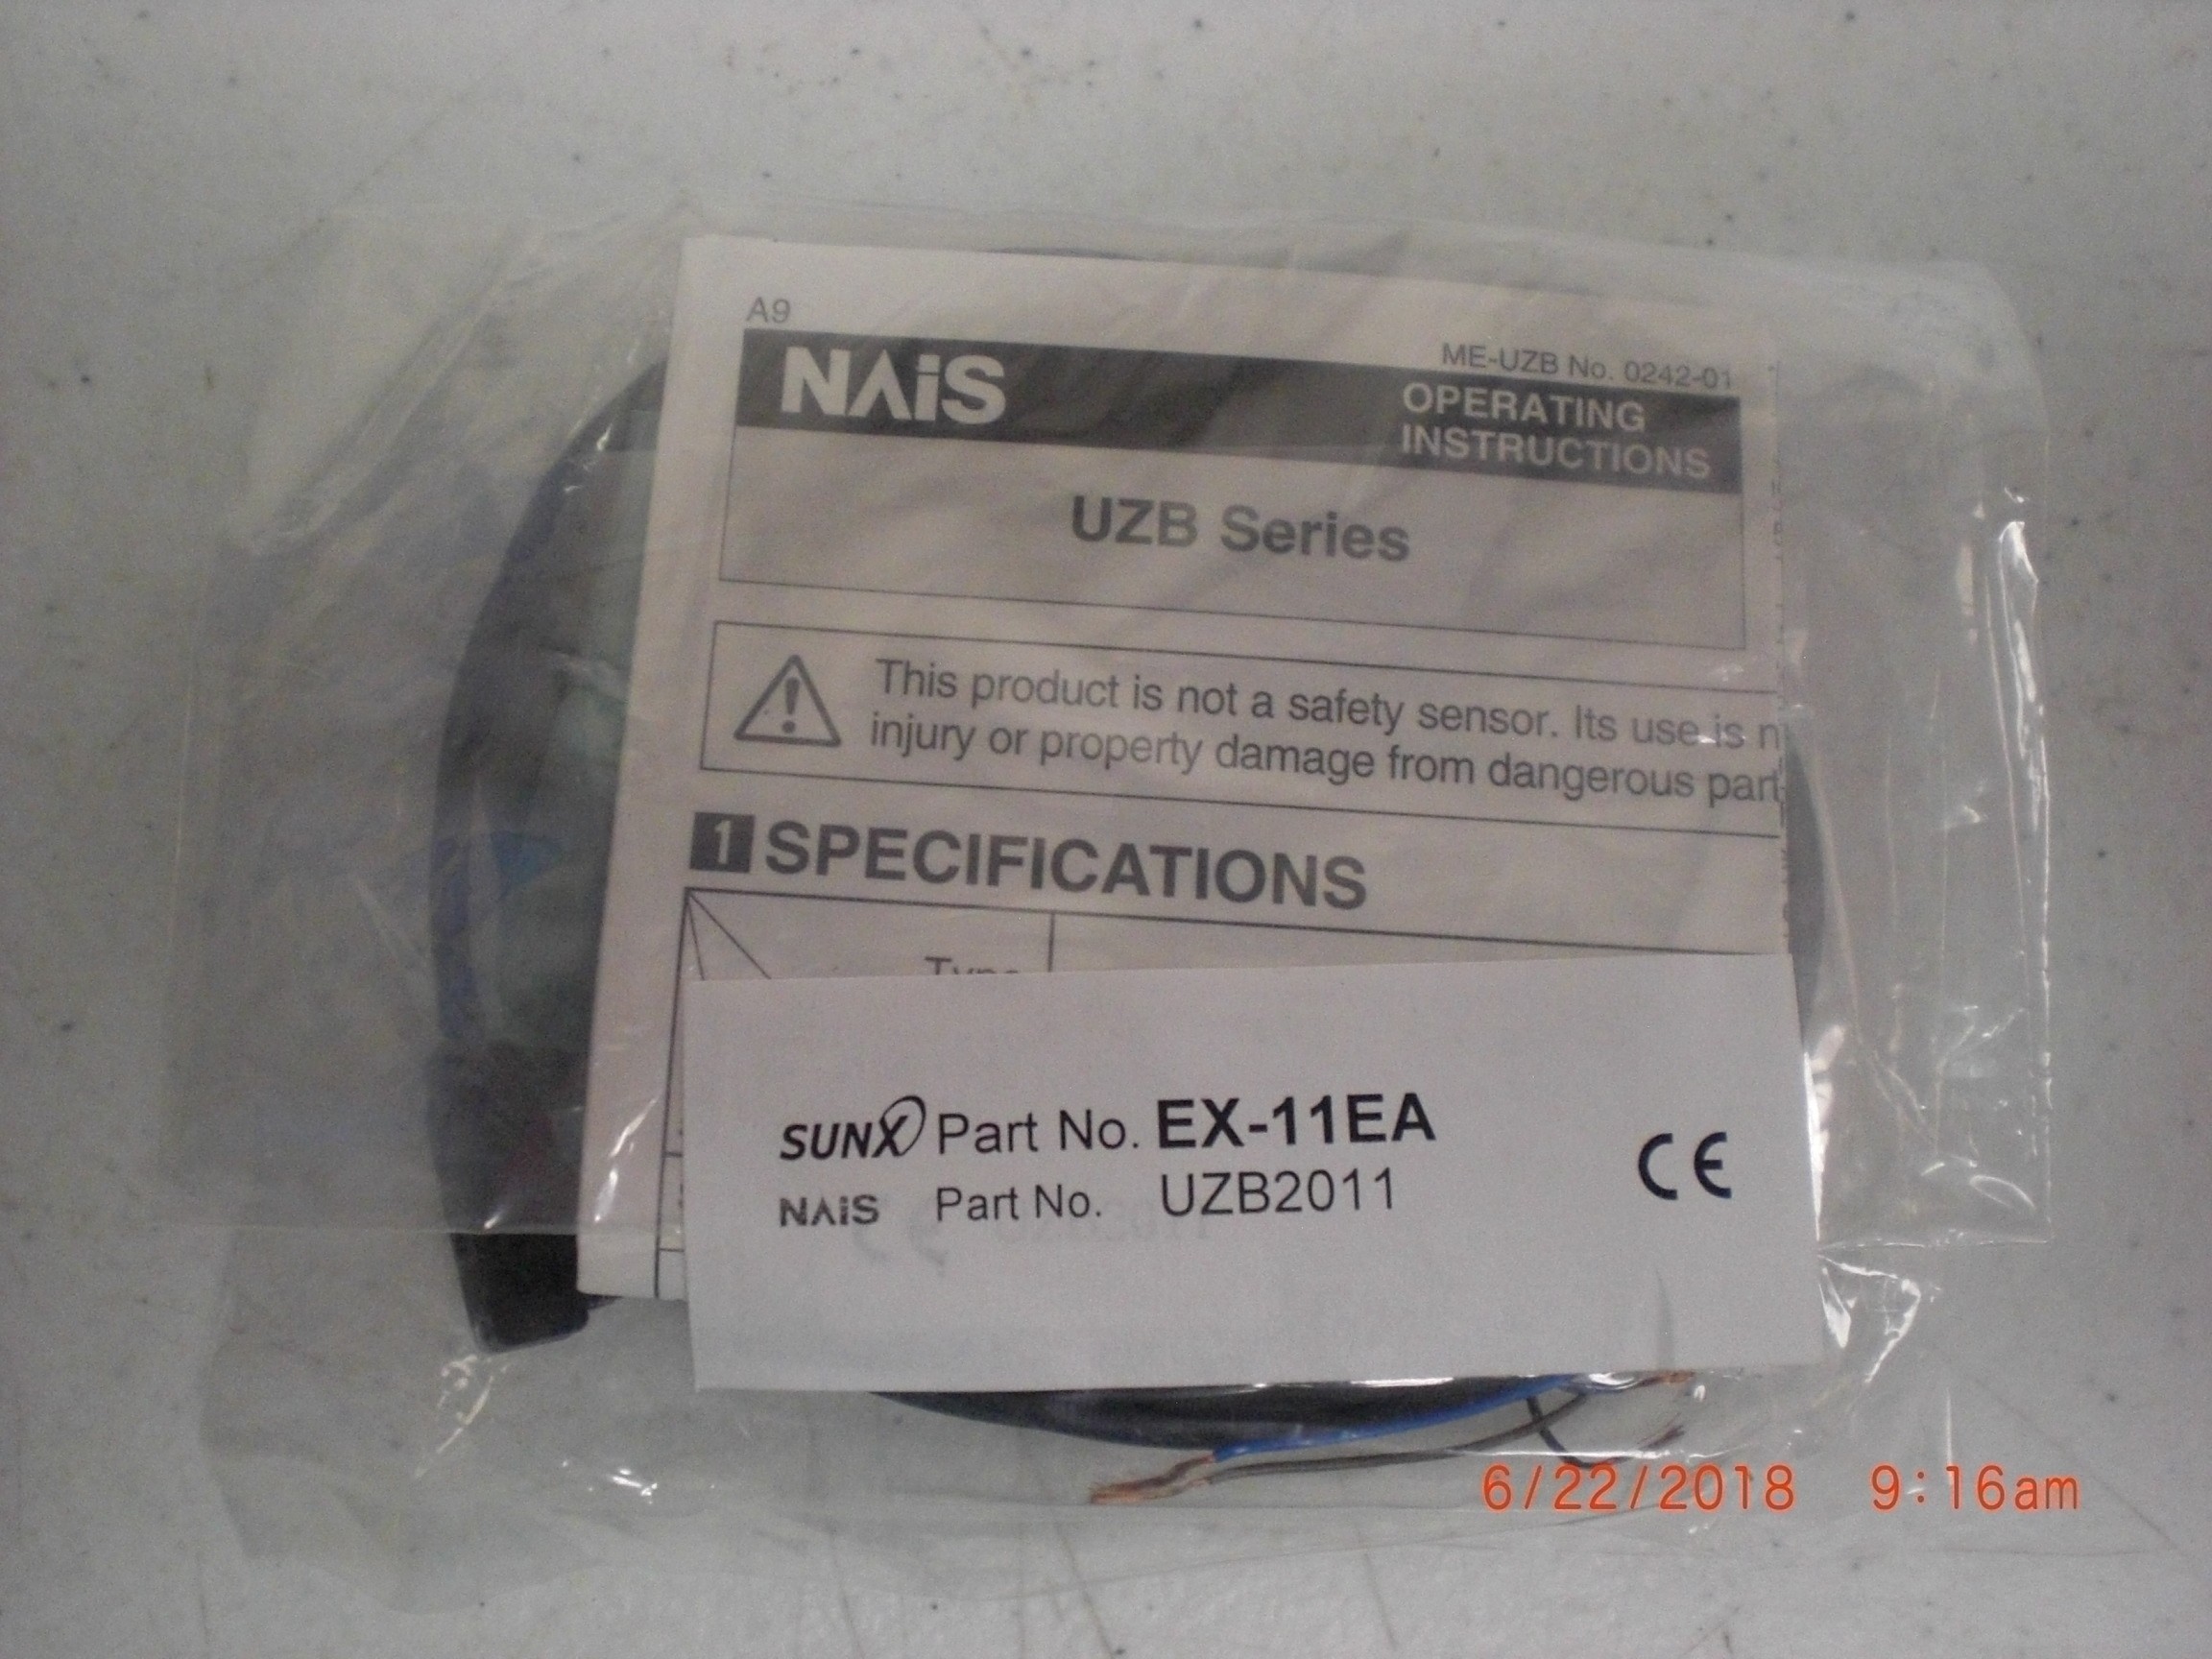 A9
ME-UZB No. 0242-01
NAiS
OPERATING
INSTRUCTIONS
UZB Series
This product is not a safety sensor. Its use is n
injury or property damage from dangerous part
1 SPECIFICATIONS
Type
SUNX Part No. EX-11EA
NAiS Part No. UZB2011
CE
6/22/2018 9:16am